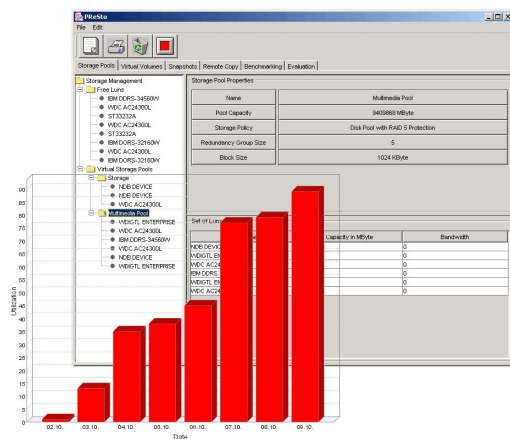 PReSto
File Edit
Storage Pools Virtual Volumes Snapshots Remote Copy Benchmarking Evaluation
Storage Management
Free Luns
IBM DDRS-34560W
WDC AC24300L
ST33232A
WDC AC24300L
ST33232A
IBM DDRS-32160W
WDC AC24300L
IBM DDRS-32160W
Virtual Storage Pools
Storage
NDB DEVICE
NDB DEVICE
WDC AC24300L
Multimedia Pool
WDIGTL ENTERPRISE
WDC AC24300L
IBM DDRS-34560W
WDC AC24300L
NDB DEVICE
WDIGTL ENTERPRISE
Storage Pool Properties
Name Multimedia Pool
Pool Capacity 9409868 MByte
Storage Policy Disk Pool with RAID 5 Protection
Redundency Group Size 5
Block Size 1024 KByte
Set of Luns
Capacity in MByte Bandwidth
NDB DEVIC 0
WDIGTL EN 0
WDC AC24 0
IBM DDRS- 0
WDIGTL EN 0
WDC AC24 0
Utilization
90
85
80
75
70
65
60
55
50
45
40
35
30
25
20
15
10
5
0
02.10. 03.10. 04.10. 05.10. 06.10. 07.10. 08.10. 09.10.
Date